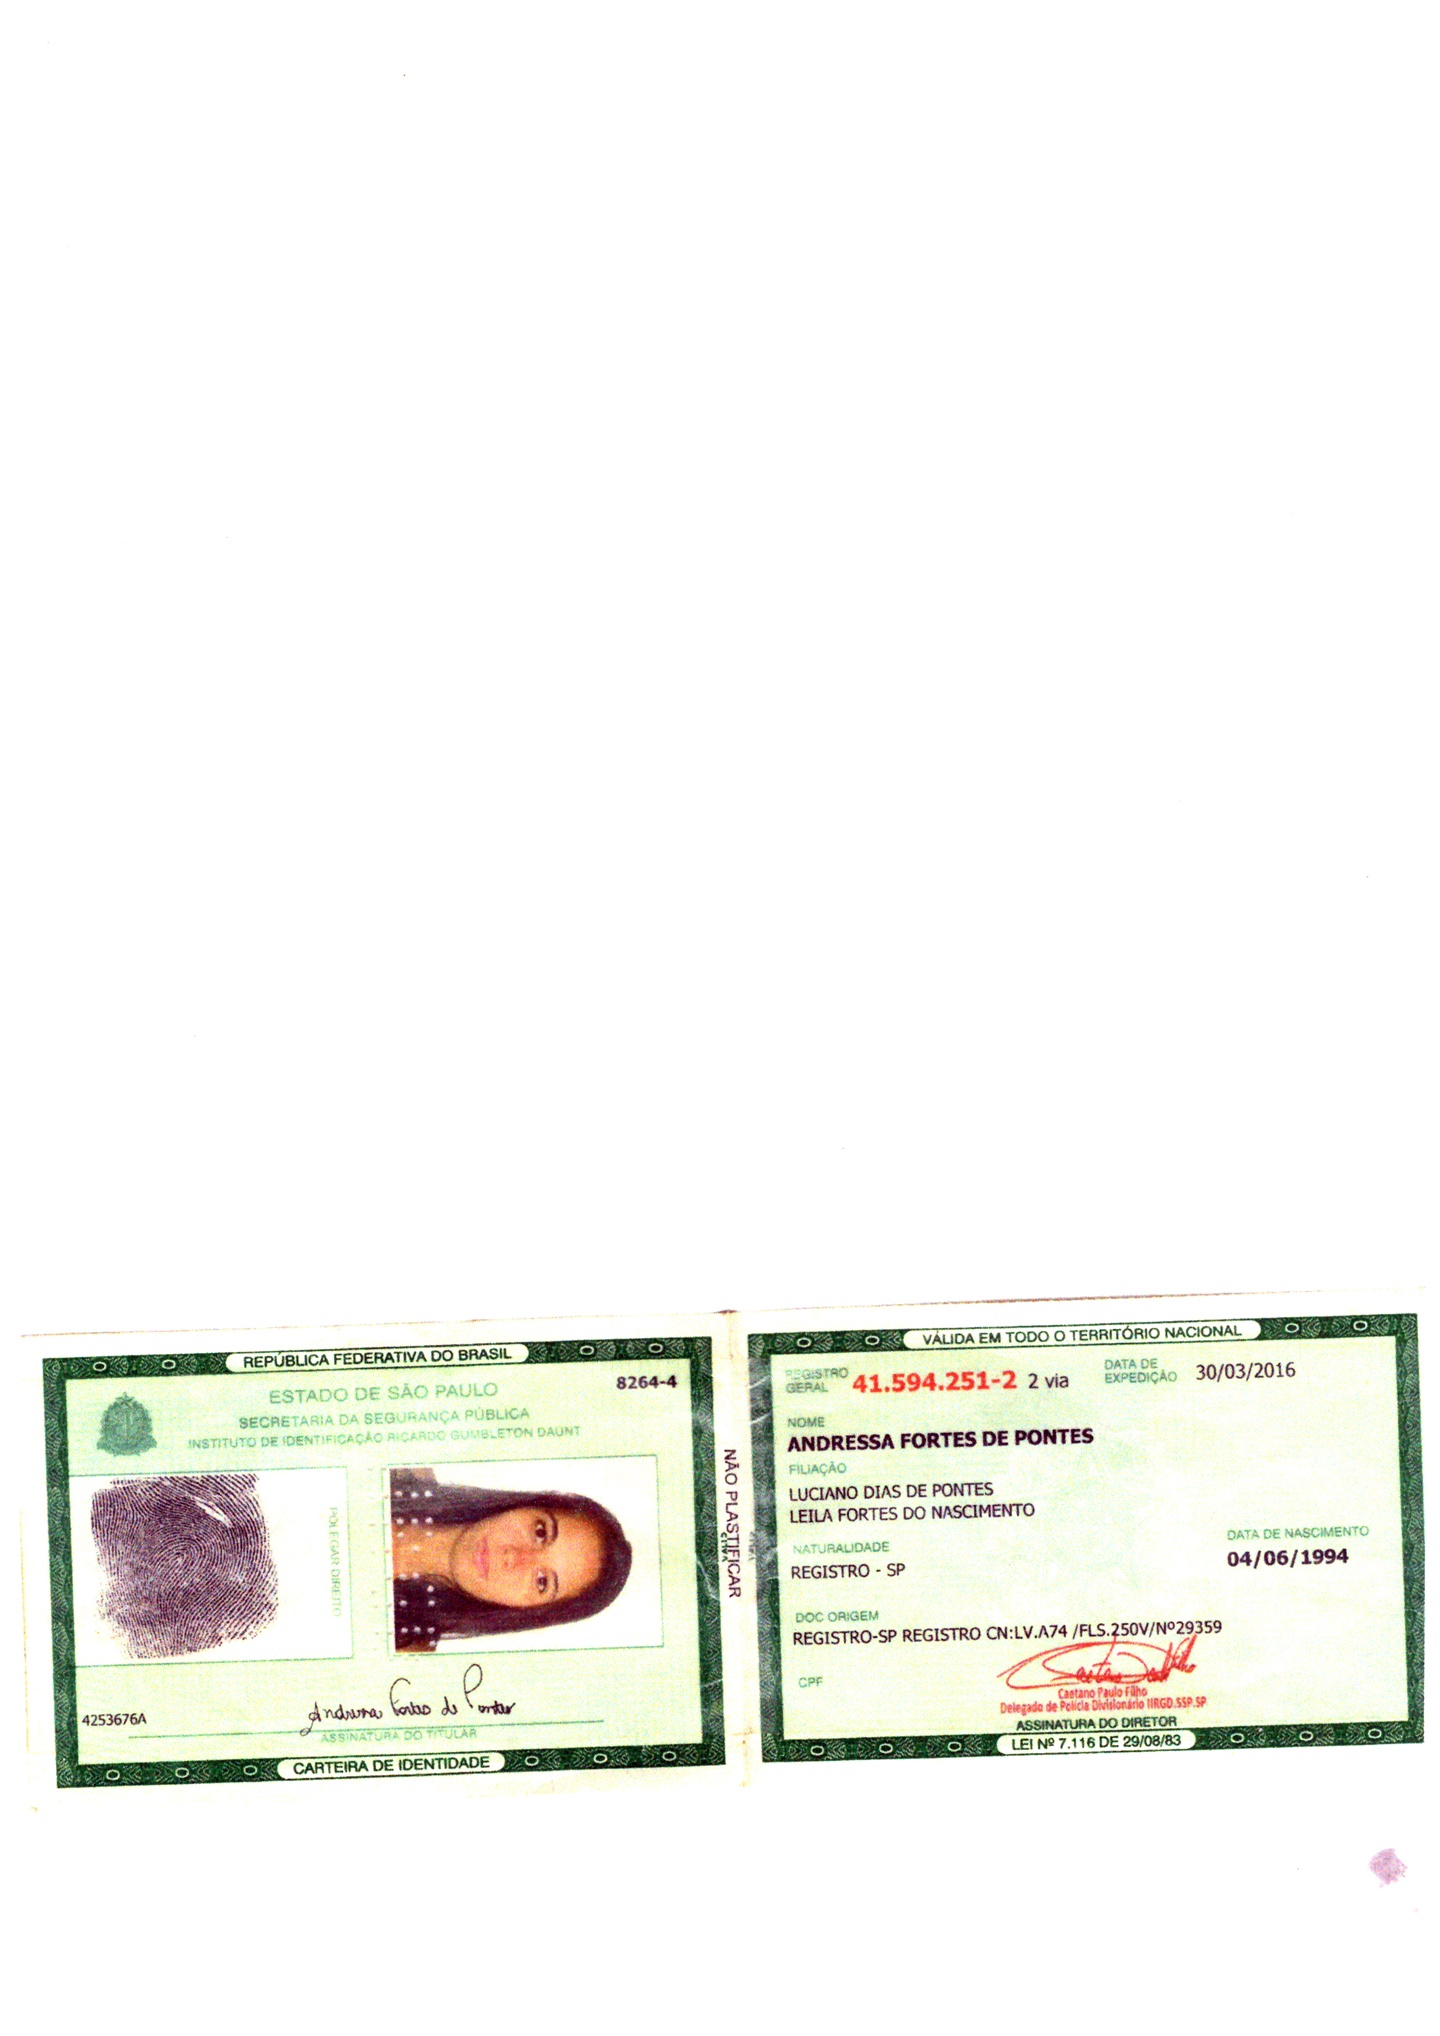 REPÚBLICA FEDERATIVA DO BRASIL
ESTADO DE SÃO PAULO
8264-4
SECRETARIA DA SEGURANÇA PÚBLICA
INSTITUTO DE IDENTIFICAÇÃO RICARDO GUMBLETON DAUNT
POLEGAR DIREITO
Andressa Fortes de Pontes
4253676A
ASSINATURA DO TITULAR
CARTEIRA DE IDENTIDADE
NÃO PLASTIFICAR
VÁLIDA EM TODO O TERRITÓRIO NACIONAL
REGISTRO GERAL 41.594.251-2 2 via DATA DE EXPEDIÇÃO 30/03/2016
NOME
ANDRESSA FORTES DE PONTES
FILIAÇÃO
LUCIANO DIAS DE PONTES
LEILA FORTES DO NASCIMENTO
NATURALIDADE
REGISTRO - SP
DATA DE NASCIMENTO
04/06/1994
DOC ORIGEM
REGISTRO-SP REGISTRO CN:LV.A74 /FLS.250V/Nº29359
CPF
Caetano Paulo Filho
Delegado de Polícia Divisionário IIRGD.SSP.SP
ASSINATURA DO DIRETOR
LEI Nº 7.116 DE 29/08/83